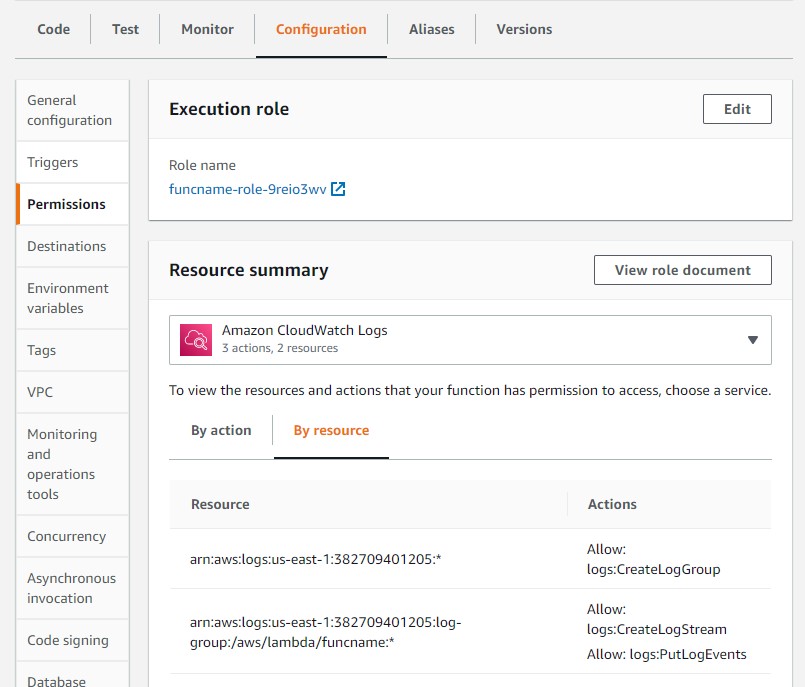 Code
Test
Monitor
Configuration
Aliases
Versions
General
configuration
Triggers
Permissions
Destinations
Environment
variables
Tags
VPC
Monitoring
and
operations
tools
Concurrency
Asynchronous
invocation
Code signing
Database
Execution role
Edit
Role name
funcname-role-9reio3wv
Resource summary
View role document
Amazon CloudWatch Logs
3 actions, 2 resources
To view the resources and actions that your function has permission to access, choose a service.
By action
By resource
Resource
Actions
arn:aws:logs:us-east-1:382709401205:*
Allow:
logs:CreateLogGroup
arn:aws:logs:us-east-1:382709401205:log-
group:/aws/lambda/funcname:*
Allow:
logs:CreateLogStream
Allow: logs:PutLogEvents